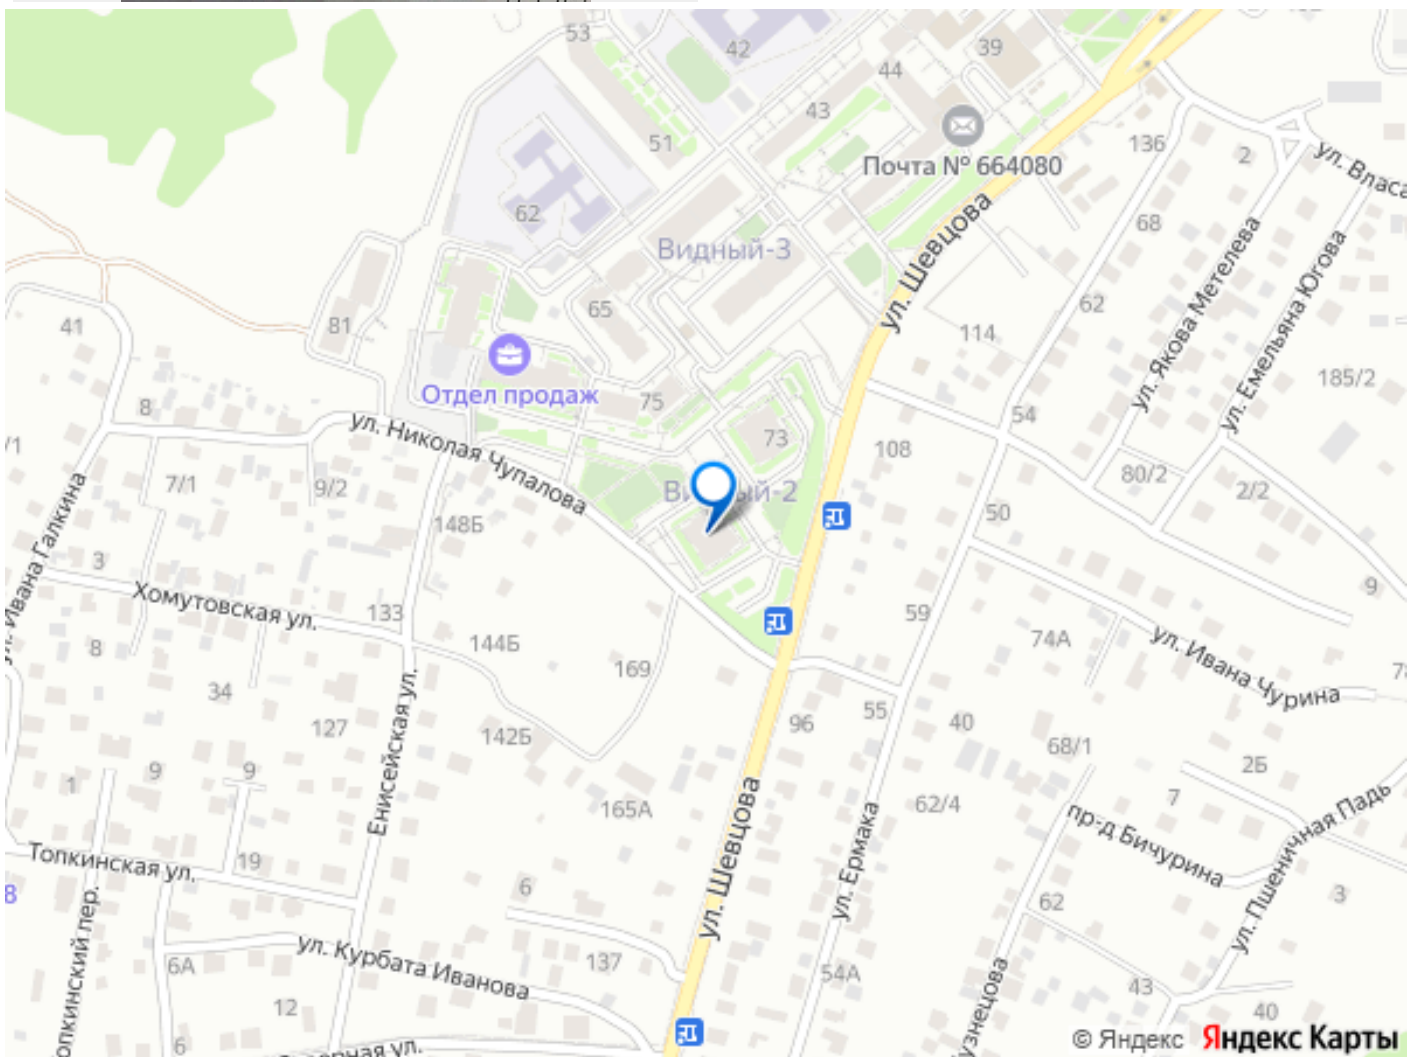 53
42
39
44
43
51
136
2
Почта № 664080
ул. Власа
62
68
Видный-3
ул. Шевцова
ул. Якова Метелева
ул. Емельяна Югова
62
41
81
65
114
185/2
Отдел продаж
8
75
54
ул. Николая Чупалова
73
108
/1
7/1
9/2
80/2
2/2
Видный-2
148Б
50
ул. Ивана Галкина
3
Хомутовская ул.
133
59
9
8
144Б
74А
ул. Ивана Чурина
169
78
34
127
142Б
96
55
40
68/1
2Б
Енисейская ул.
1
9
9
165А
62/4
7
пр-д Бичурина
ул. Пшеничная Падь
ул. Шевцова
ул. Ермака
Топкинская ул.
19
8
6
62
3
ул. Курбата Иванова
6А
137
54А
43
12
40
6
© Яндекс
Яндекс Карты